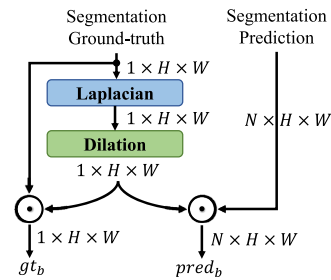 Segmentation
Ground-truth
Segmentation
Prediction
1 × H × W
Laplacian
1 × H × W
N × H × W
Dilation
1 × H × W
1 × H × W
N × H × W
gt_b
pred_b